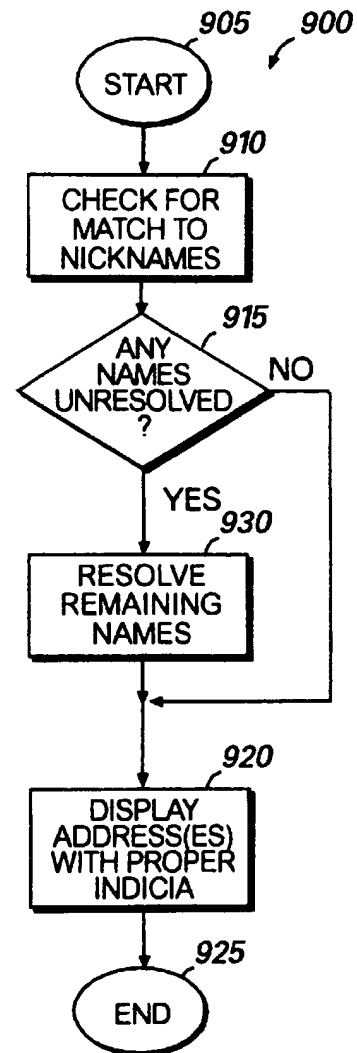 905
900
START
910
CHECK FOR
MATCH TO
NICKNAMES
915
ANY
NAMES
UNRESOLVED
?
NO
YES
930
RESOLVE
REMAINING
NAMES
920
DISPLAY
ADDRESS(ES)
WITH PROPER
INDICIA
925
END